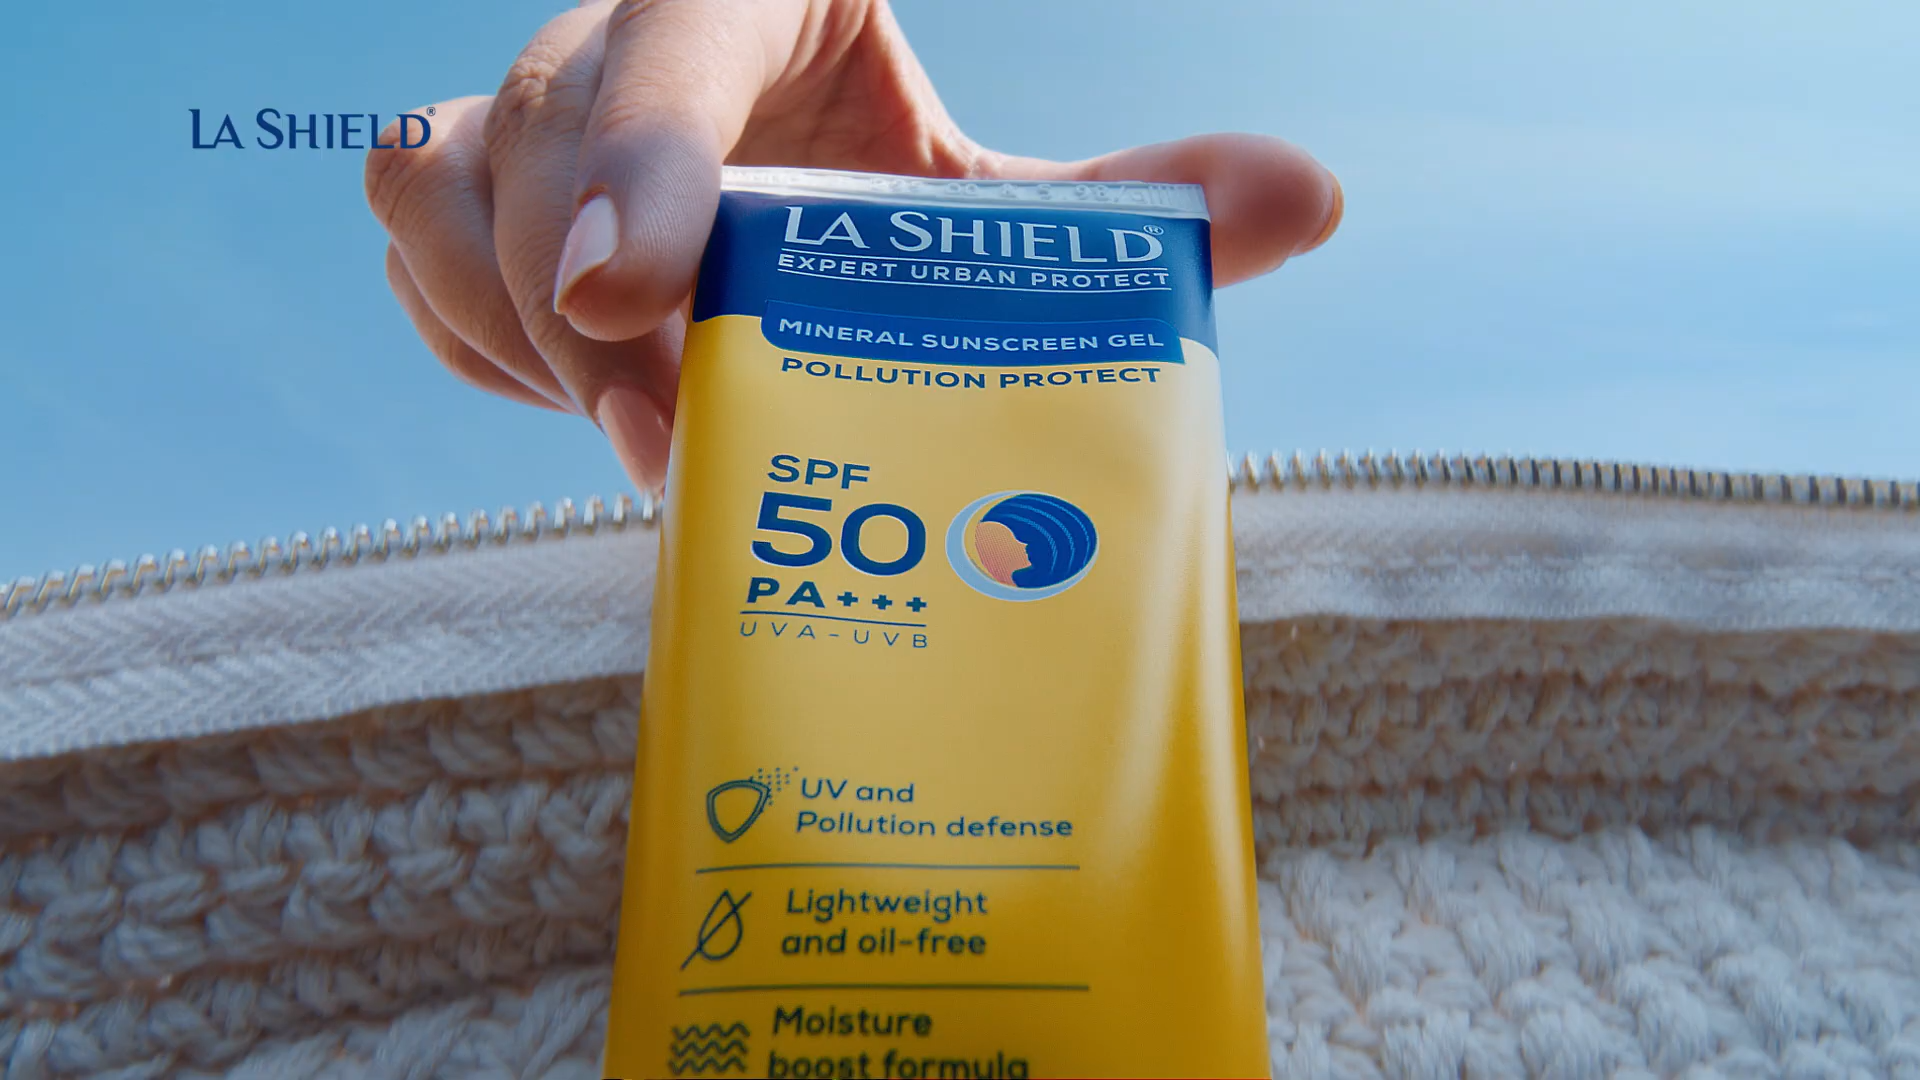 LA SHIELD®
LA SHIELD®
EXPERT URBAN PROTECT
MINERAL SUNSCREEN GEL
POLLUTION PROTECT
SPF
50
PA+++
UVA-UVB
UV and
Pollution defense
Lightweight
and oil-free
Moisture
boost formula